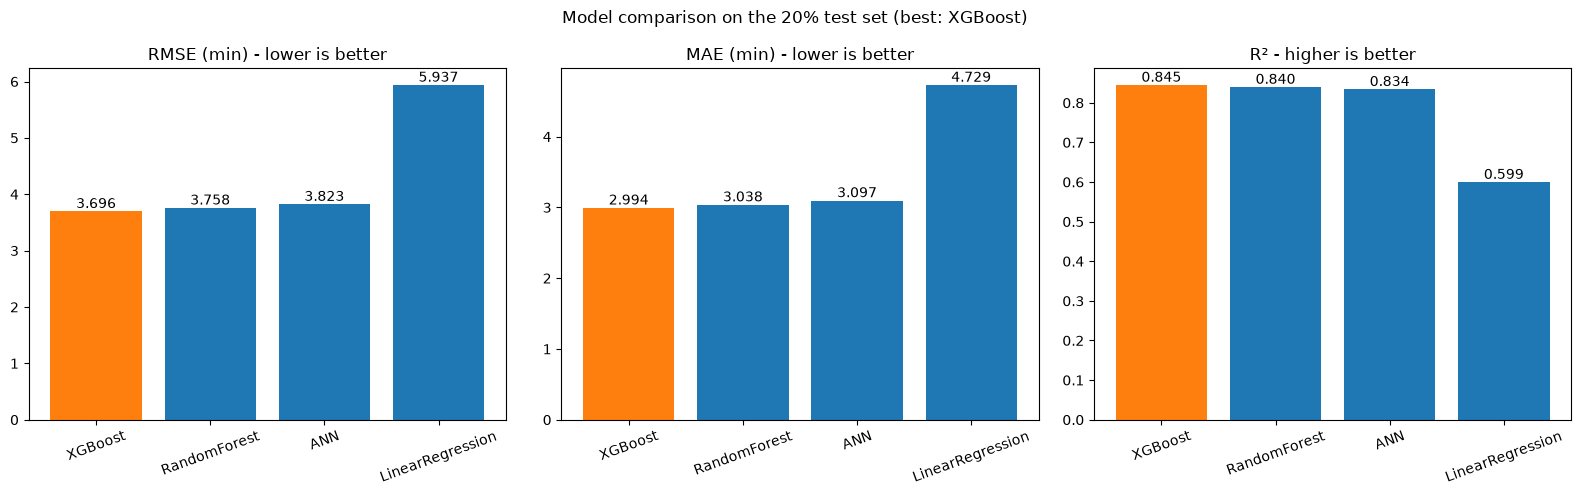 Model comparison on the 20% test set (best: XGBoost)
RMSE (min) - lower is better
6
5
4
3
2
1
0
3.696
3.758
3.823
5.937
XGBoost
RandomForest
ANN
LinearRegression
MAE (min) - lower is better
4
3
2
1
0
2.994
3.038
3.097
4.729
XGBoost
RandomForest
ANN
LinearRegression
R² - higher is better
0.8
0.7
0.6
0.5
0.4
0.3
0.2
0.1
0.0
0.845
0.840
0.834
0.599
XGBoost
RandomForest
ANN
LinearRegression